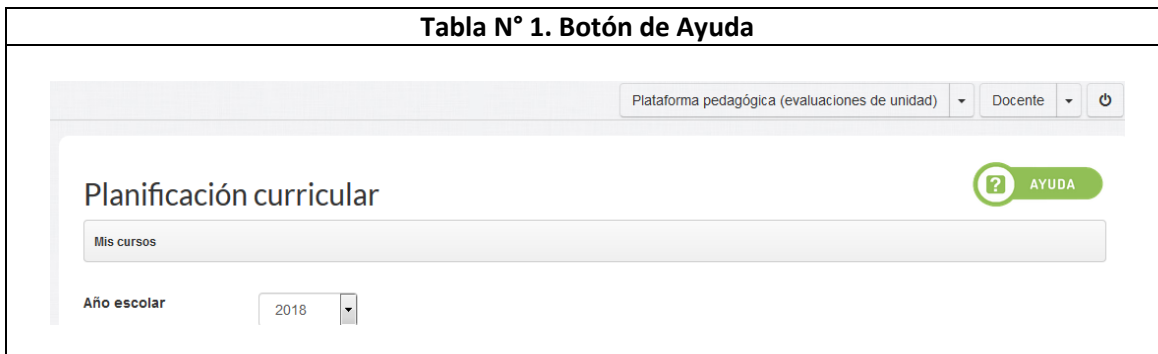 Tabla N° 1. Botón de Ayuda
Plataforma pedagógica (evaluaciones de unidad) Docente
Planificación curricular
? AYUDA
Mis cursos
Año escolar 2018